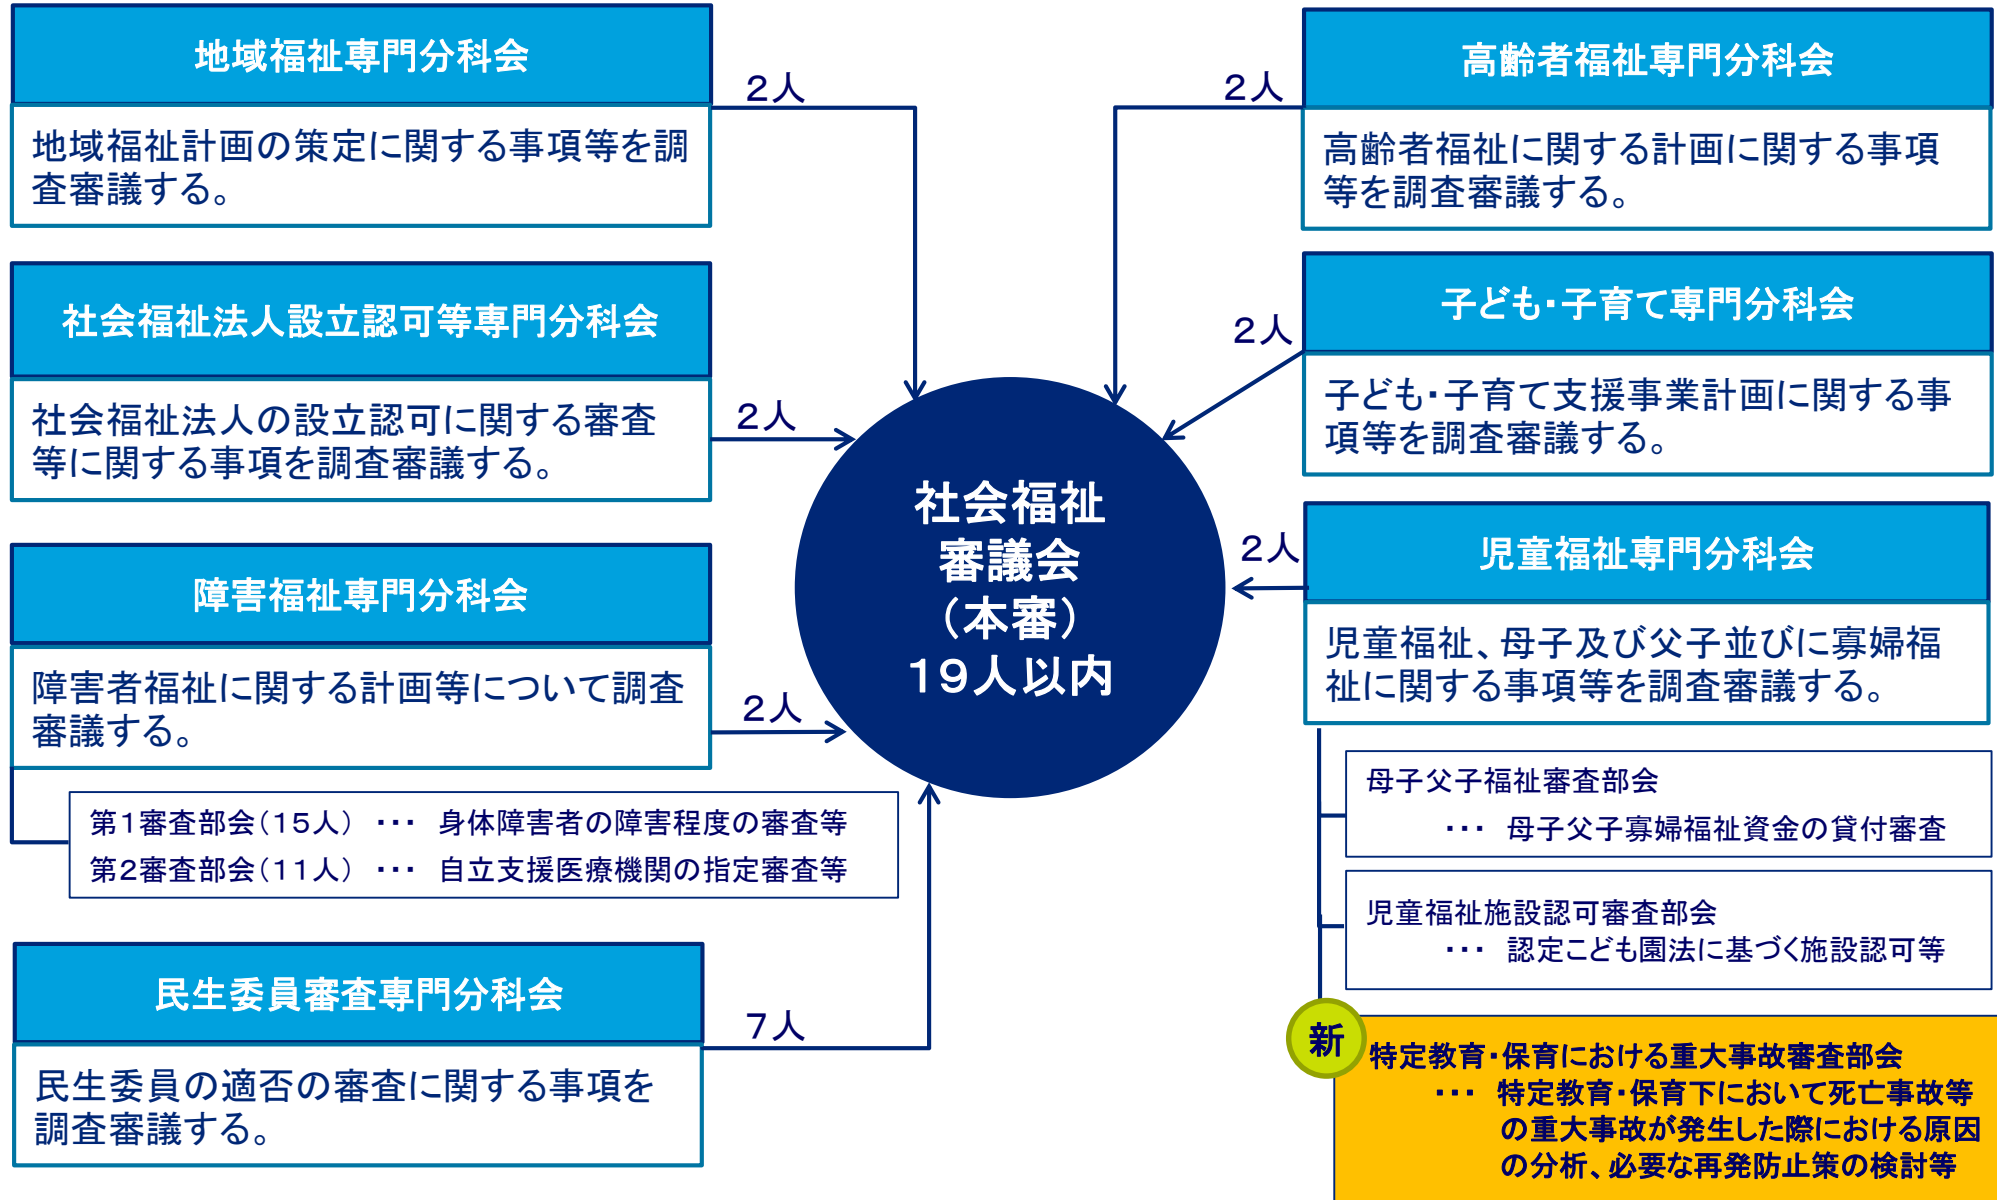 地域福祉専門分科会
2人
地域福祉計画の策定に関する事項等を調
査審議する。
社会福祉法人設立認可等専門分科会
2人
社会福祉法人の設立認可に関する審査
等に関する事項を調査審議する。
障害福祉専門分科会
障害者福祉に関する計画等について調査
審議する。
2人
第1審査部会(15人) ・・・ 身体障害者の障害程度の審査等
第2審査部会(11人) ・・・ 自立支援医療機関の指定審査等
民生委員審査専門分科会
7人
民生委員の適否の審査に関する事項を
調査審議する。
社会福祉
審議会
(本審)
19人以内
高齢者福祉専門分科会
2人
高齢者福祉に関する計画に関する事項
等を調査審議する。
子ども・子育て専門分科会
2人
子ども・子育て支援事業計画に関する事
項等を調査審議する。
児童福祉専門分科会
2人
児童福祉、母子及び父子並びに寡婦福
祉に関する事項等を調査審議する。
母子父子福祉審査部会
・・・ 母子父子寡婦福祉資金の貸付審査
児童福祉施設認可審査部会
・・・ 認定こども園法に基づく施設認可等
新
特定教育・保育における重大事故審査部会
・・・ 特定教育・保育下において死亡事故等
の重大事故が発生した際における原因
の分析、必要な再発防止策の検討等